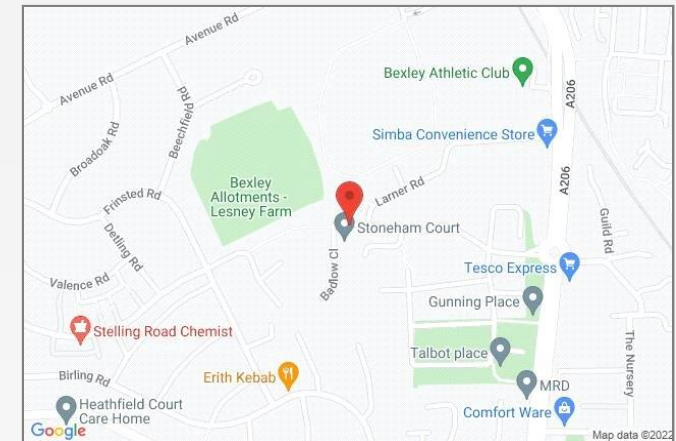 Avenue Rd
Avenue Rd
Bexley Athletic Club
A206
Beechfield Rd
Broadoak Rd
Simba Convenience Store
Bexley
Allotments -
Lesney Farm
Larner Rd
A206
Frinsted Rd
Stoneham Court
Guild Rd
Detling Rd
Badlow Cl
Tesco Express
Valence Rd
Gunning Place
Stelling Road Chemist
Talbot place
The Nursery
Birling Rd
Erith Kebab
MRD
Heathfield Court
Care Home
Comfort Ware
Google
Map data ©2022